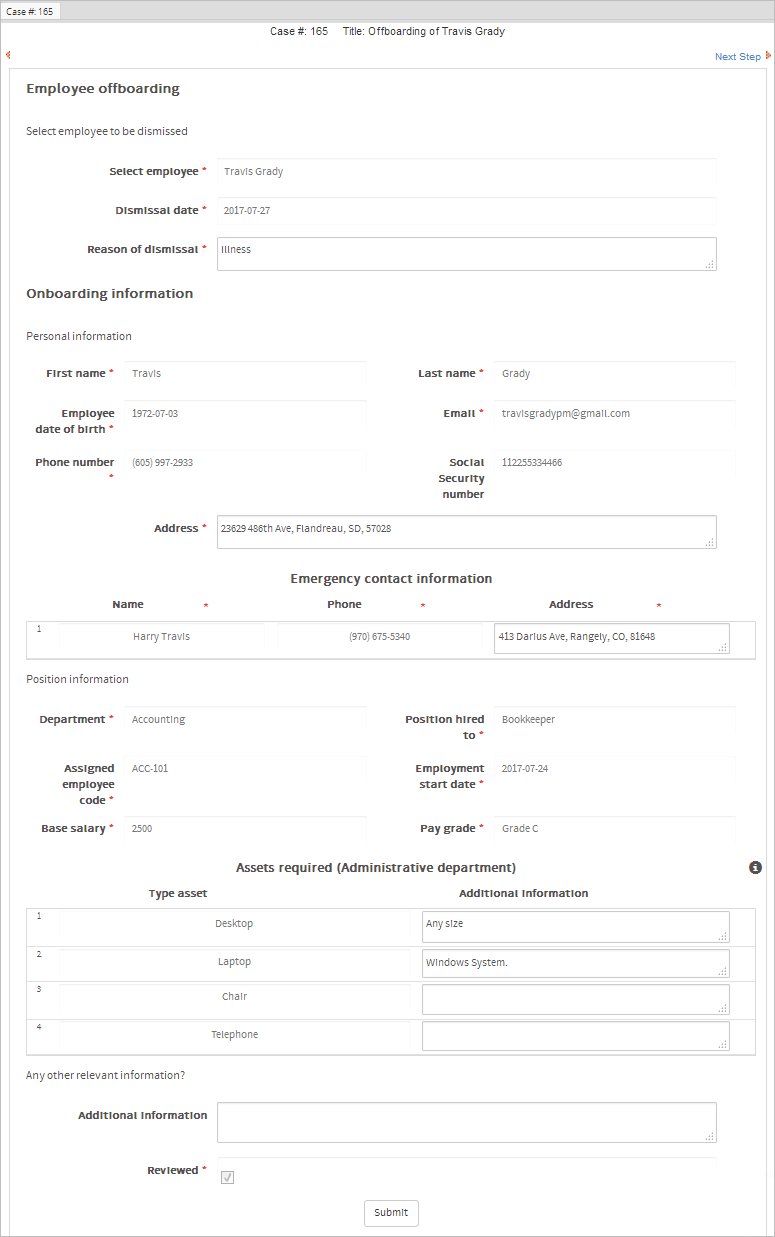 Case #: 165
Case #: 165 Title: Offboarding of Travis Grady
Next Step
Employee offboarding
Select employee to be dismissed
Select employee * Travis Grady
Dismissal date * 2017-07-27
Reason of dismissal * Illness
Onboarding information
Personal information
First name * Travis Last name * Grady
Employee date of birth * 1972-07-03 Email * travisgradypm@gmail.com
Phone number * (605) 997-2933 Social Security number 112255334466
Address * 23629 486th Ave, Flandreau, SD, 57028
Emergency contact information
Name * Phone * Address *
1 Harry Travis (970) 675-5340 413 Darius Ave, Rangely, CO, 81648
Position information
Department * Accounting Position hired to * Bookkeeper
Assigned employee code * ACC-101 Employment start date * 2017-07-24
Base salary * 2500 Pay grade * Grade C
Assets required (Administrative department)
Type asset Additional information
1 Desktop Any size
2 Laptop Windows System.
3 Chair
4 Telephone
Any other relevant information?
Additional information
Reviewed *
Submit